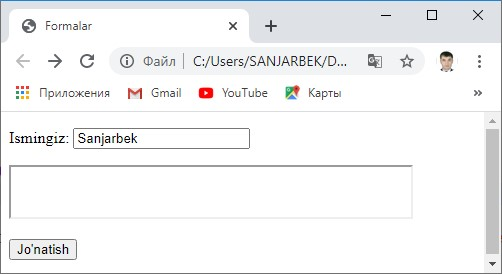 Formalar
Файл
C:/Users/SANJARBEK/D...
Приложения
Gmail
YouTube
Карты
»
Ismingiz: Sanjarbek
Jo'natish